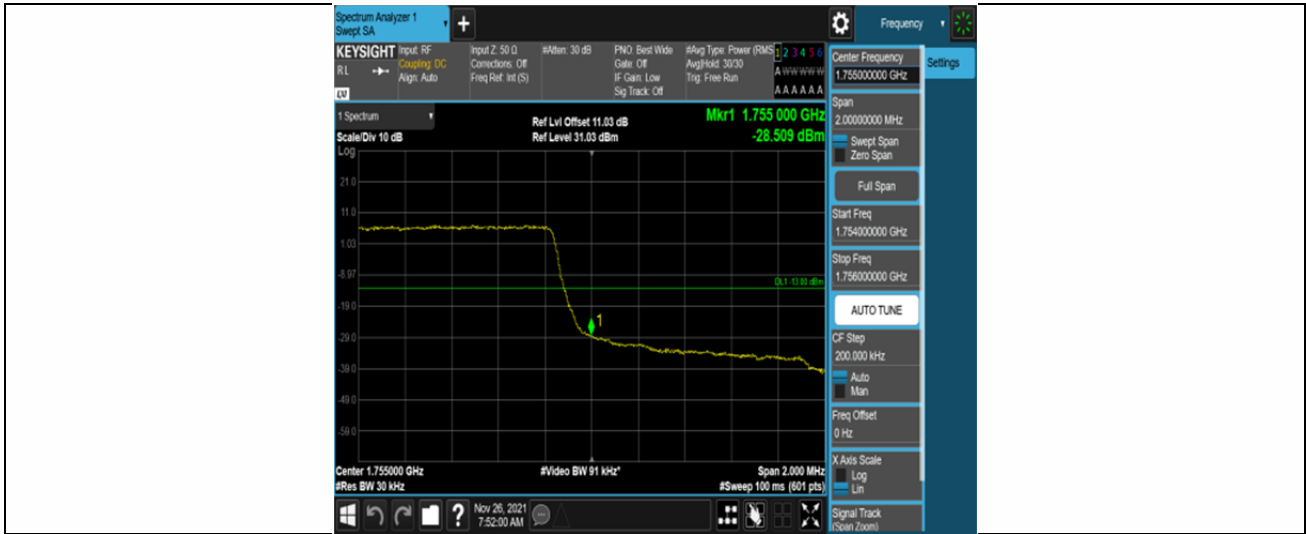 Spectrum Analyzer 1
Swept SA
Frequency
KEYSIGHT
RL
Input: RF
Coupling: DC
Align: Auto
Input Z: 50 Ω
Corrections: Off
Freq Ref: Int (S)
#Atten: 30 dB
PNO: Best Wide
Gate: Off
IF Gain: Low
Sig Track: Off
#Avg Type: Power (RMS
Avg|Hold: 30/30
Trig: Free Run
1 2 3 4 5 6
A W W W W W
A A A A A A
1 Spectrum
Scale/Div 10 dB
Log
Ref Lvl Offset 11.03 dB
Ref Level 31.03 dBm
Mkr1 1.755 000 GHz
-28.509 dBm
21.0
11.0
1.03
-8.97
-19.0
-29.0
-39.0
-49.0
-59.0
DL1 -13.00 dBm
1
Center 1.755000 GHz
#Res BW 30 kHz
#Video BW 91 kHz*
Span 2.000 MHz
#Sweep 100 ms (601 pts)
Nov 26, 2021
7:52:00 AM
Center Frequency
1.755000000 GHz
Settings
Span
2.00000000 MHz
Swept Span
Zero Span
Full Span
Start Freq
1.754000000 GHz
Stop Freq
1.756000000 GHz
AUTO TUNE
CF Step
200.000 kHz
Auto
Man
Freq Offset
0 Hz
X Axis Scale
Log
Lin
Signal Track
(Span Zoom)